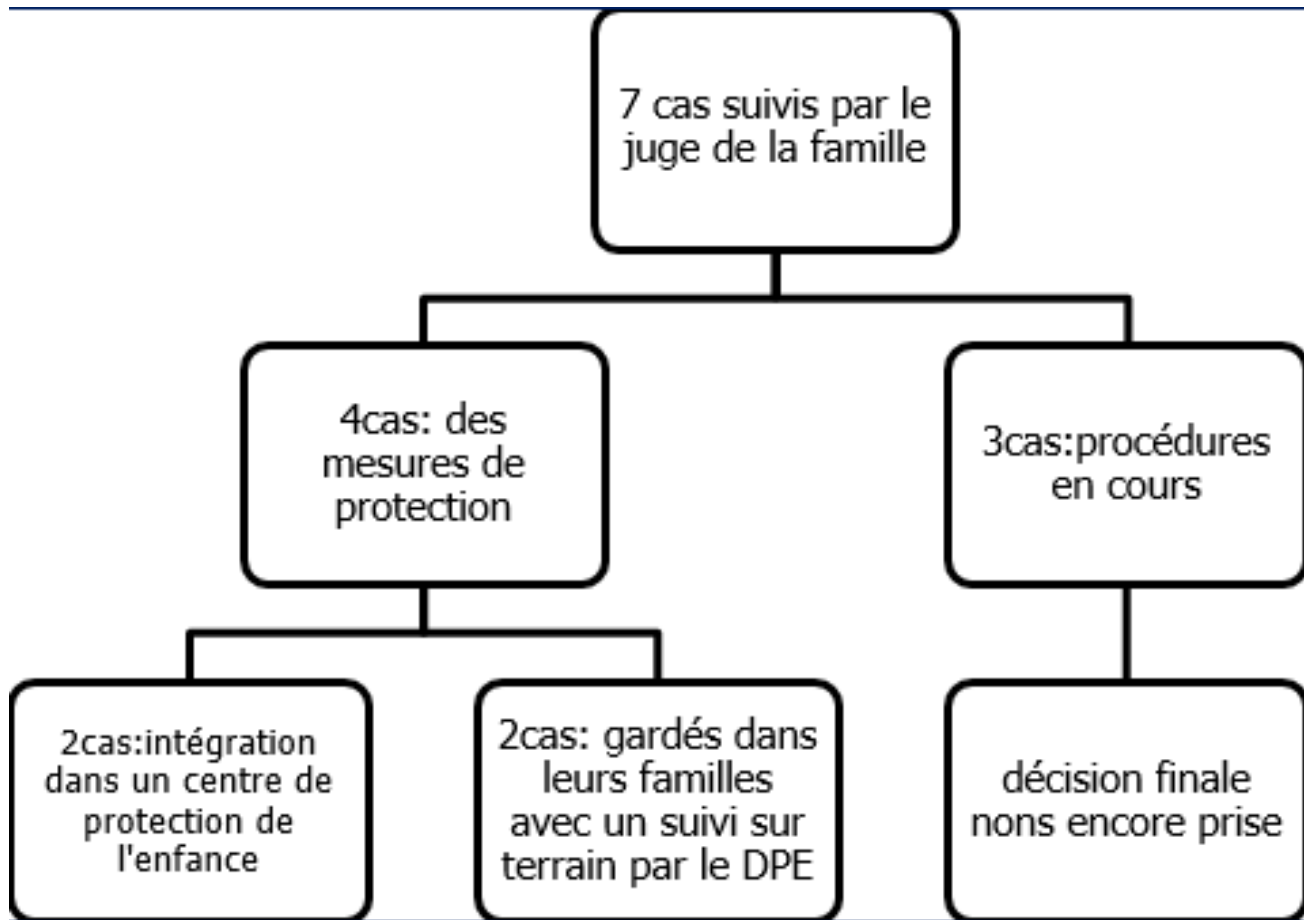 7 cas suivis par le
juge de la famille
4cas: des
mesures de
protection
3cas:procédures
en cours
2cas:intégration
dans un centre de
protection de
l'enfance
2cas: gardés dans
leurs familles
avec un suivi sur
terrain par le DPE
décision finale
nons encore prise